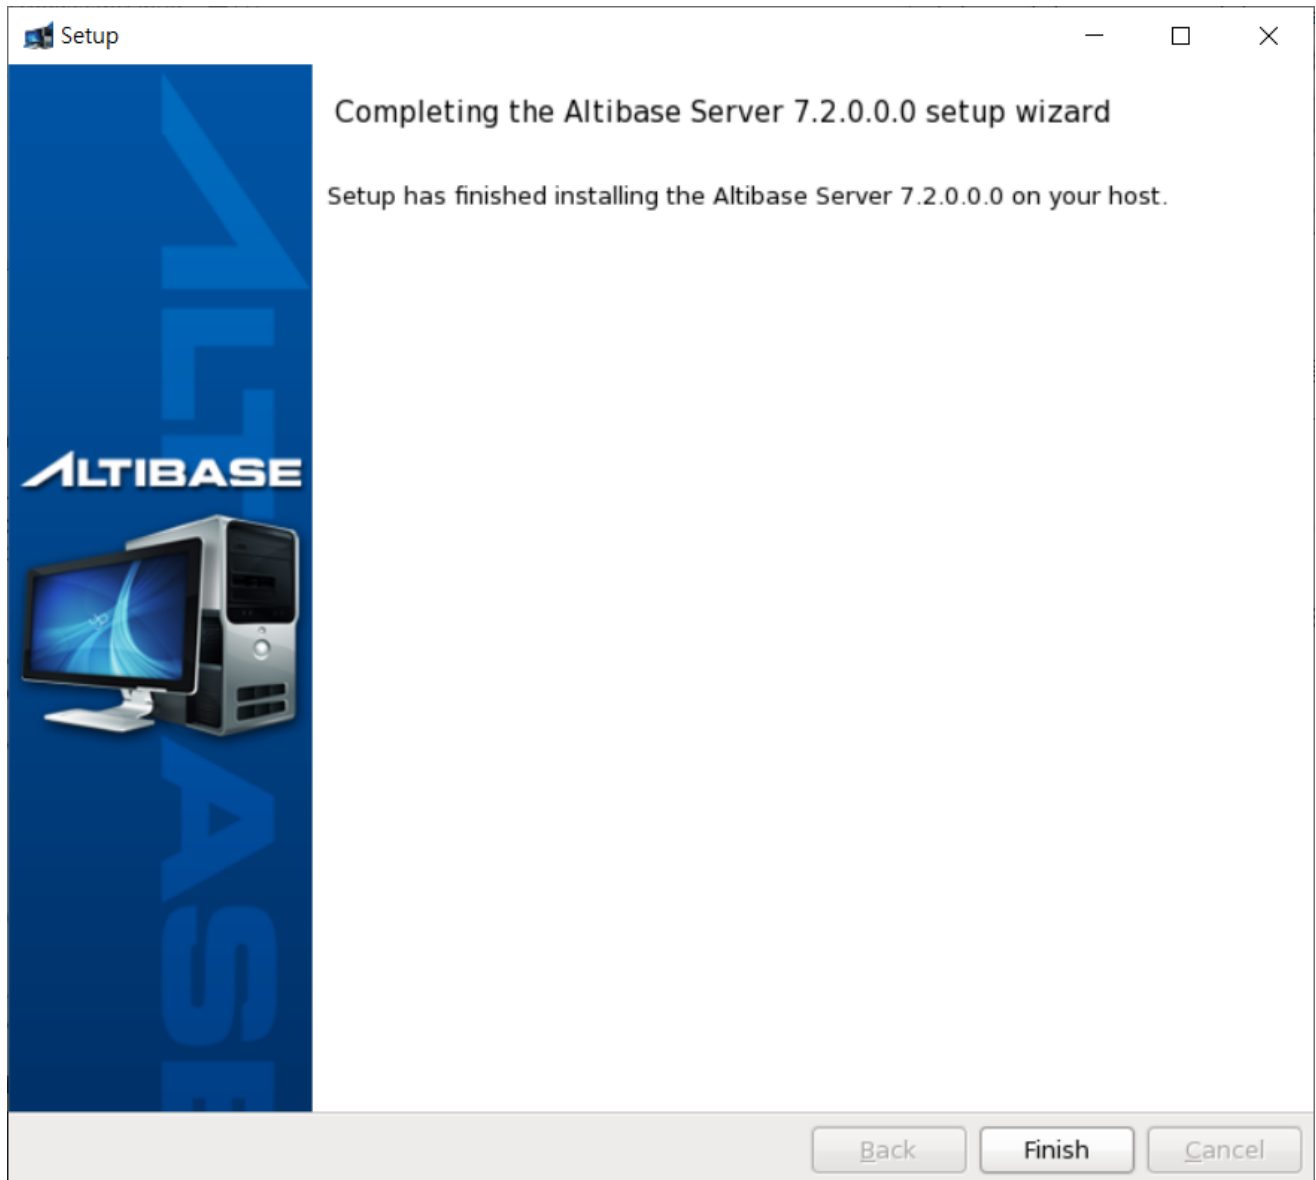 Setup
Completing the Altibase Server 7.2.0.0.0 setup wizard
Setup has finished installing the Altibase Server 7.2.0.0.0 on your host.
ALTIBASE
ALTIBASE
Back
Finish
Cancel